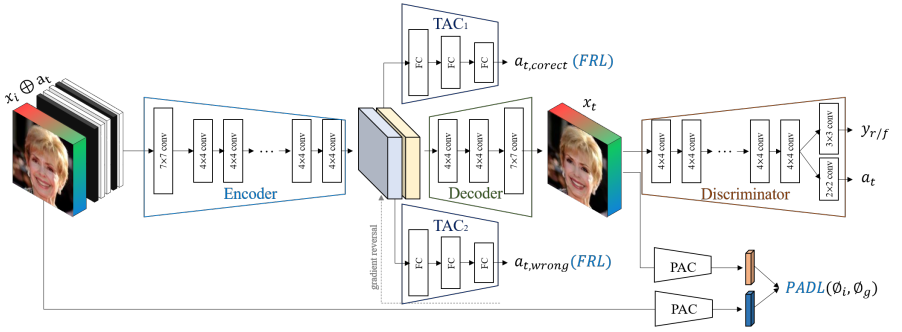 TAC₁
FC
FC
FC
a_{t,corect} (FRL)
x_i ⊕ a_t
7×7 conv
4×4 conv
4×4 conv
...
4×4 conv
4×4 conv
Encoder
4×4 conv
4×4 conv
7×7 conv
Decoder
x_t
4×4 conv
4×4 conv
...
4×4 conv
4×4 conv
3×3 conv
2×2 conv
Discriminator
y_{r/f}
a_t
gradient reversal
TAC₂
FC
FC
FC
a_{t,wrong}(FRL)
PAC
PAC
PADL(∅_i, ∅_g)